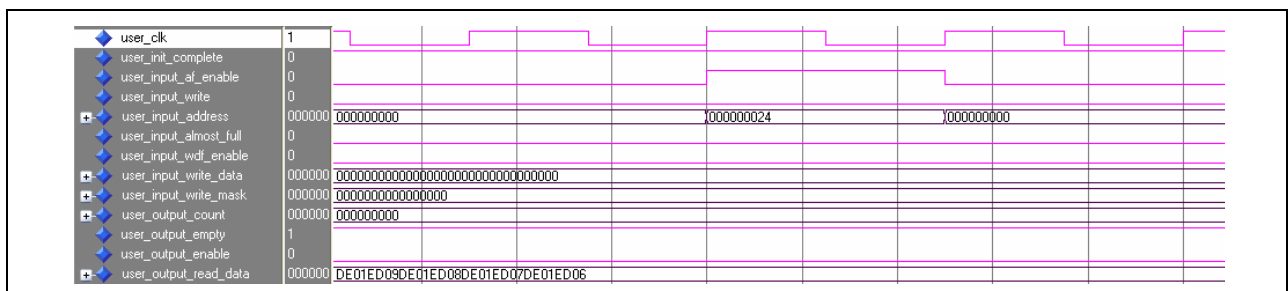 user_clk 1
user_init_complete 0
user_input_af_enable 0
user_input_write 0
user_input_address 000000 000000000 000000024 000000000
user_input_almost_full 0
user_input_wdf_enable 0
user_input_write_data 000000 00000000000000000000000000000000
user_input_write_mask 000000 0000000000000000
user_output_count 000000 000000000
user_output_empty 1
user_output_enable 0
user_output_read_data 000000 DE01ED09DE01ED08DE01ED07DE01ED06